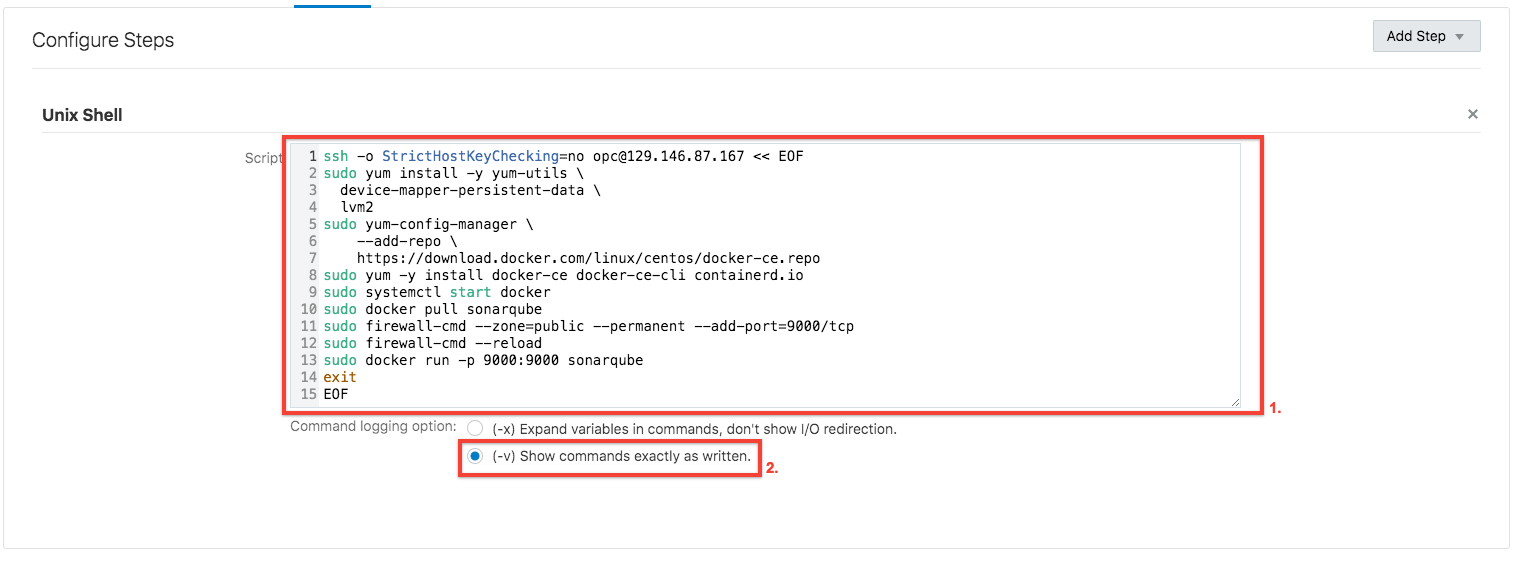 Configure Steps
Add Step
Unix Shell
Script
1 ssh -o StrictHostKeyChecking=no opc@129.146.87.167 << EOF
2 sudo yum install -y yum-utils \
3   device-mapper-persistent-data \
4   lvm2
5 sudo yum-config-manager \
6     --add-repo \
7     https://download.docker.com/linux/centos/docker-ce.repo
8 sudo yum -y install docker-ce docker-ce-cli containerd.io
9 sudo systemctl start docker
10 sudo docker pull sonarqube
11 sudo firewall-cmd --zone=public --permanent --add-port=9000/tcp
12 sudo firewall-cmd --reload
13 sudo docker run -p 9000:9000 sonarqube
14 exit
15 EOF
1.
Command logging option:
(-x) Expand variables in commands, don't show I/O redirection.
(-v) Show commands exactly as written.
2.